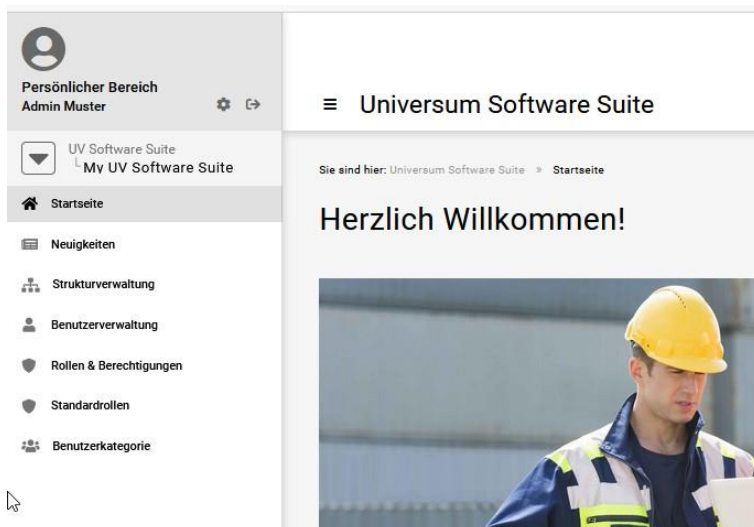 Persönlicher Bereich
Admin Muster
UV Software Suite
My UV Software Suite
Startseite
Neuigkeiten
Strukturverwaltung
Benutzerverwaltung
Rollen & Berechtigungen
Standardrollen
Benutzerkategorie
Universum Software Suite
Sie sind hier: Universum Software Suite » Startseite
Herzlich Willkommen!